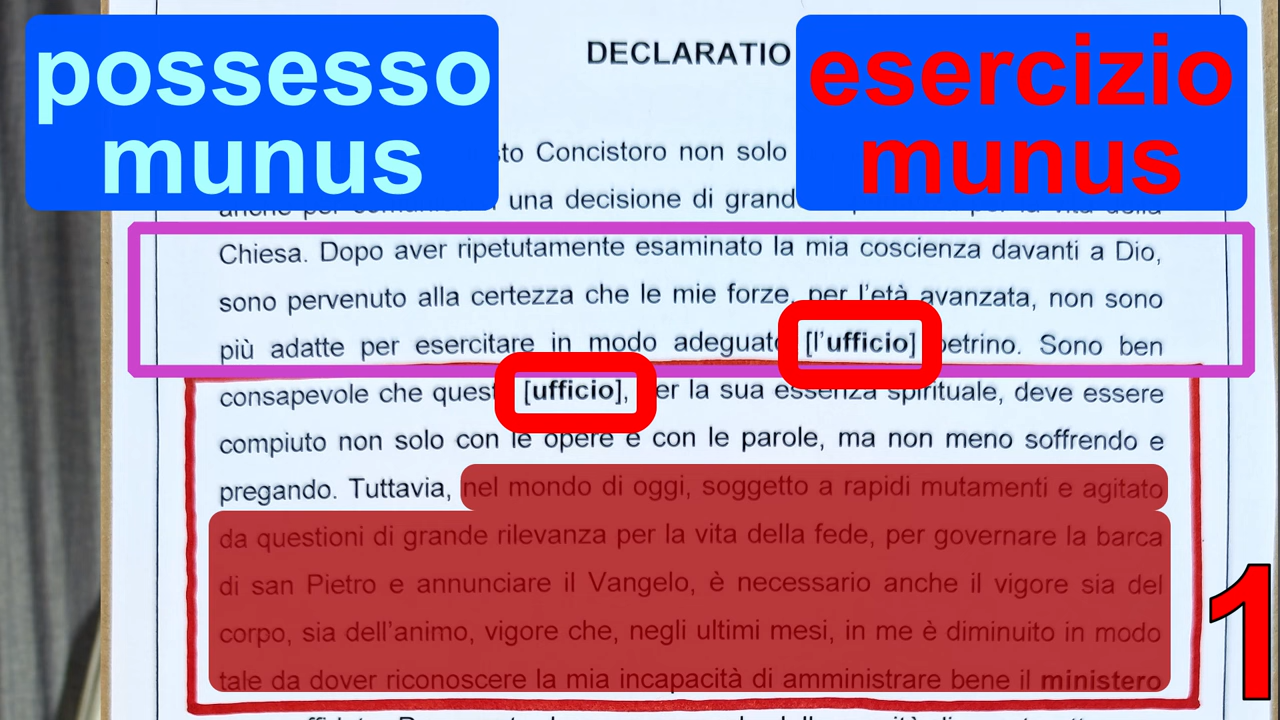 possesso
munus
DECLARATIO
esercizio
munus
sto Concistoro non solo
una decisione di grand
Chiesa. Dopo aver ripetutamente esaminato la mia coscienza davanti a Dio,
sono pervenuto alla certezza che le mie forze, per l'età avanzata, non sono
più adatte per esercitare in modo adeguato [l'ufficio] petrino. Sono ben
consapevole che quest [ufficio], per la sua essenza spirituale, deve essere
compiuto non solo con le opere e con le parole, ma non meno soffrendo e
pregando. Tuttavia, nel mondo di oggi, soggetto a rapidi mutamenti e agitato
da questioni di grande rilevanza per la vita della fede, per governare la barca
di san Pietro e annunciare il Vangelo, è necessario anche il vigore sia del
corpo, sia dell'animo, vigore che, negli ultimi mesi, in me è diminuito in modo
tale da dover riconoscere la mia incapacità di amministrare bene il ministero
1